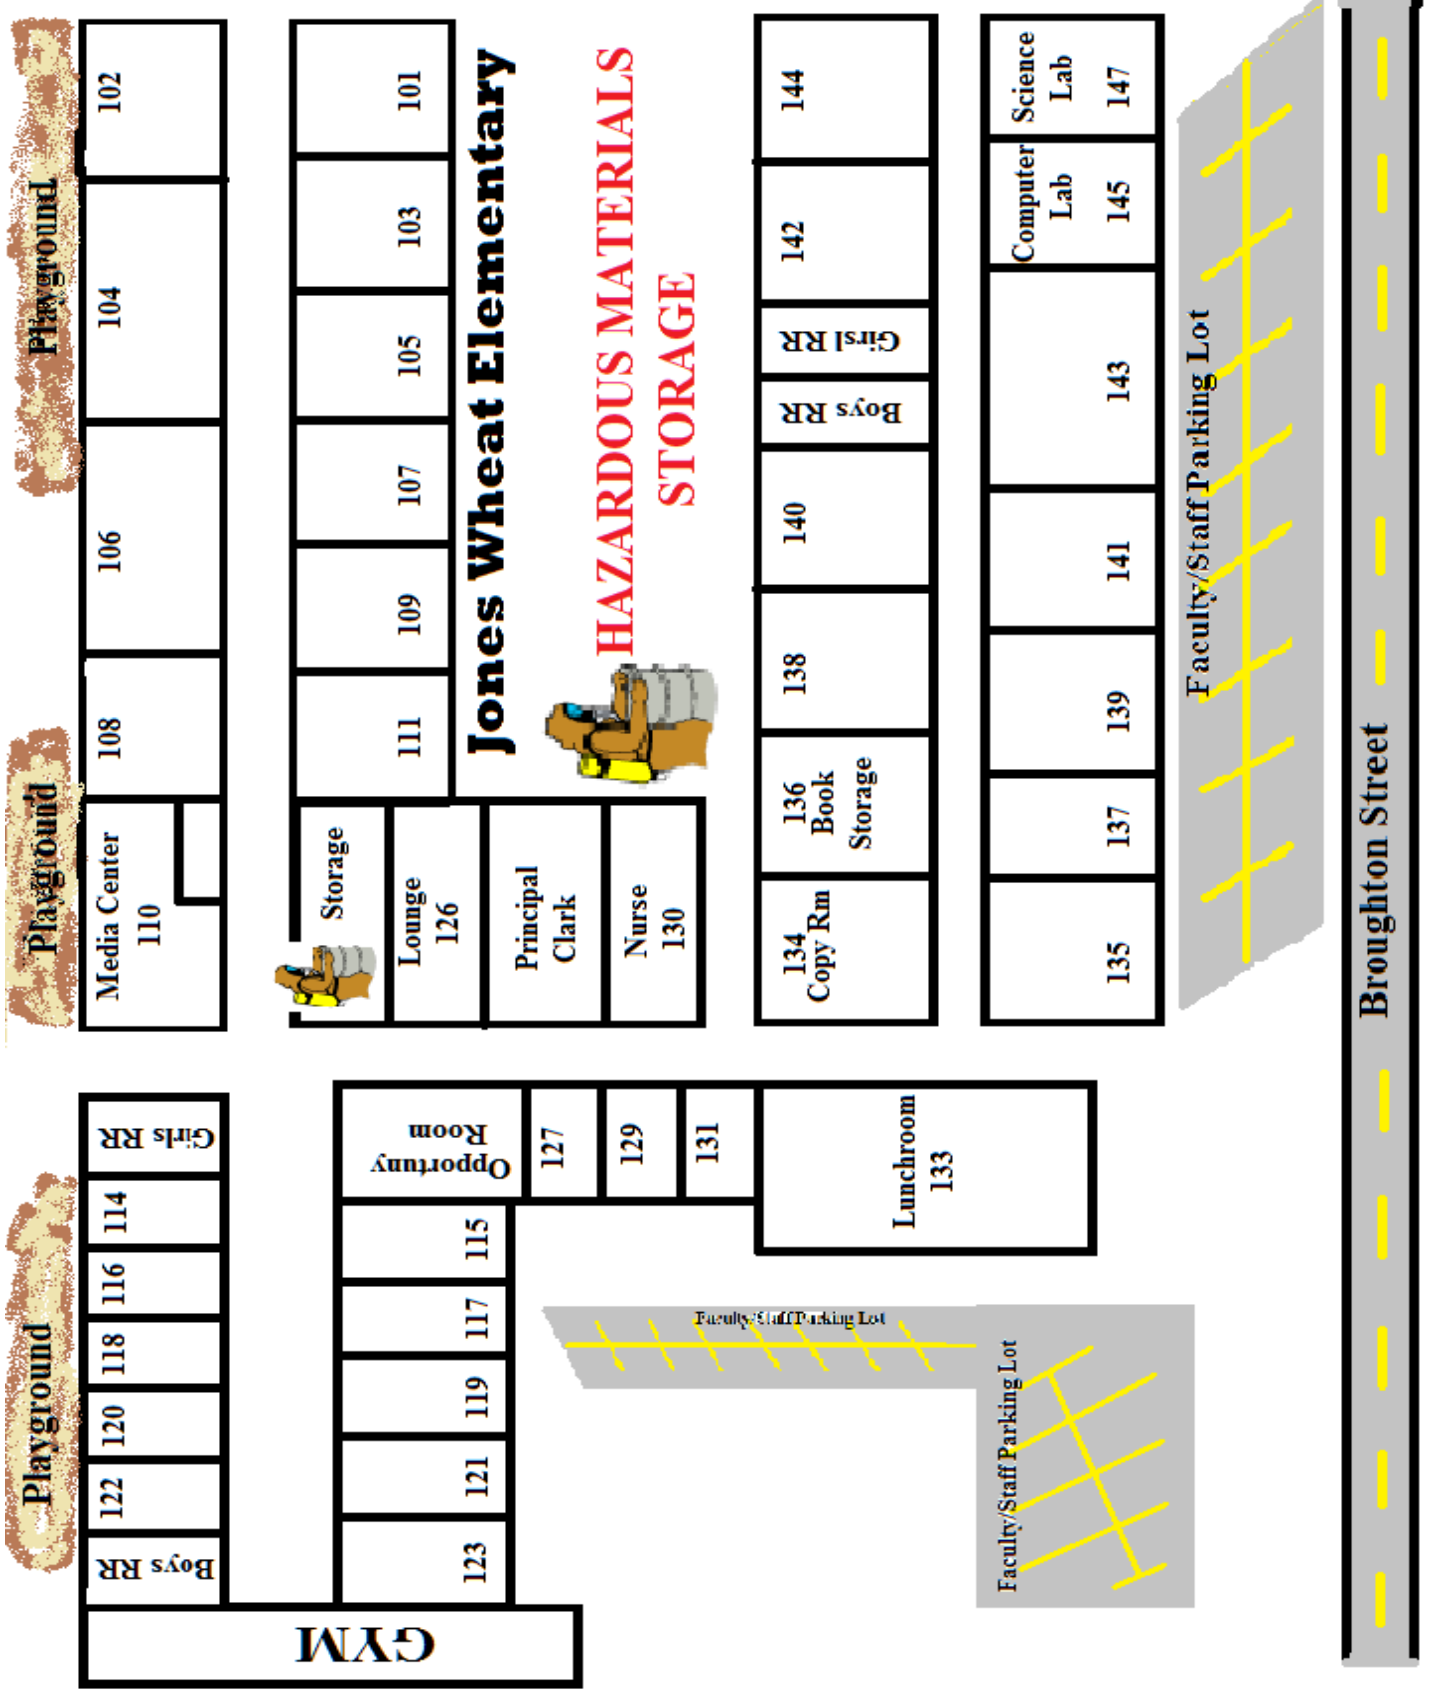 Playground
Playground
Playground
102
104
106
108
Media Center
110
Girls RR
114
116
118
120
122
Boys RR
GYM
101
103
105
107
109
111
Storage
Lounge
126
Principal
Clark
Nurse
130
Opportuny
Room
127
129
131
115
117
119
121
123
Jones Wheat Elementary
HAZARDOUS MATERIALS
STORAGE
144
142
Girsl RR
Boys RR
140
138
136
Book
Storage
134
Copy Rm
Lunchroom
133
Science
Lab
147
Computer
Lab
145
143
141
139
137
135
Faculty/Staff Parking Lot
Faculty/Staff Parking Lot
Faculty/Staff Parking Lot
Broughton Street